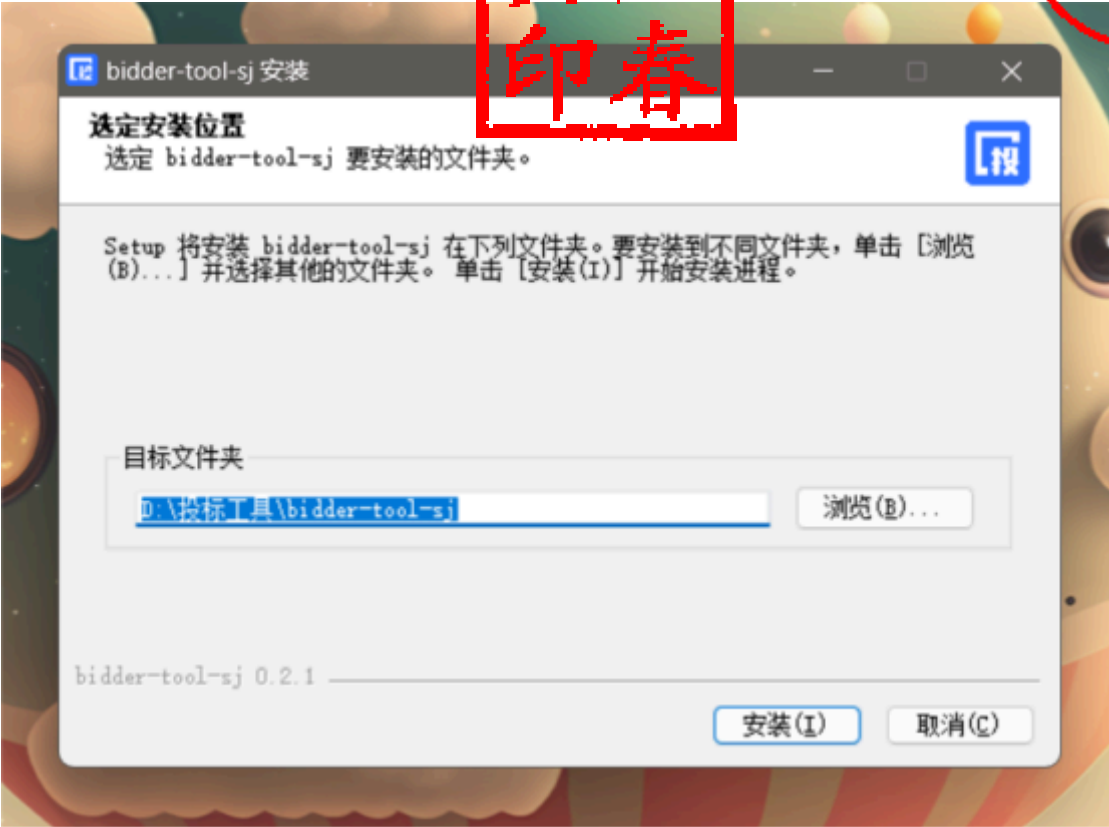 bidder-tool-sj 安装
印春
选定安装位置
选定 bidder-tool-sj 要安装的文件夹。
投
Setup 将安装 bidder-tool-sj 在下列文件夹。要安装到不同文件夹，单击 [浏览
(B)...] 并选择其他的文件夹。 单击 [安装(I)] 开始安装进程。
目标文件夹
D:\投标工具\bidder-tool-sj
浏览(B)...
bidder-tool-sj 0.2.1
安装(I)
取消(C)